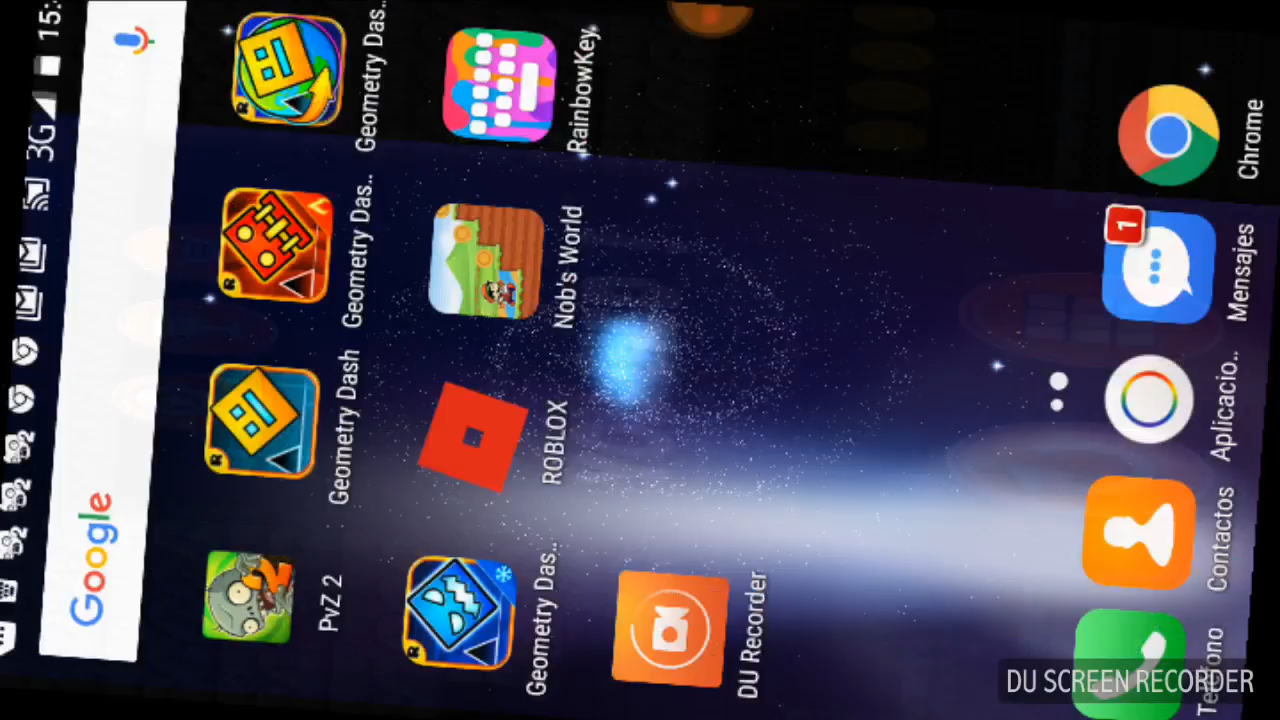 3G 15:
Google
PvZ 2
Geometry Dash
Geometry Das..
Geometry Das..
Geometry Das..
ROBLOX
Nob's World
RainbowKey
DU Recorder
1
Teléfono
Contactos
Aplicacio..
Mensajes
Chrome
DU SCREEN RECORDER